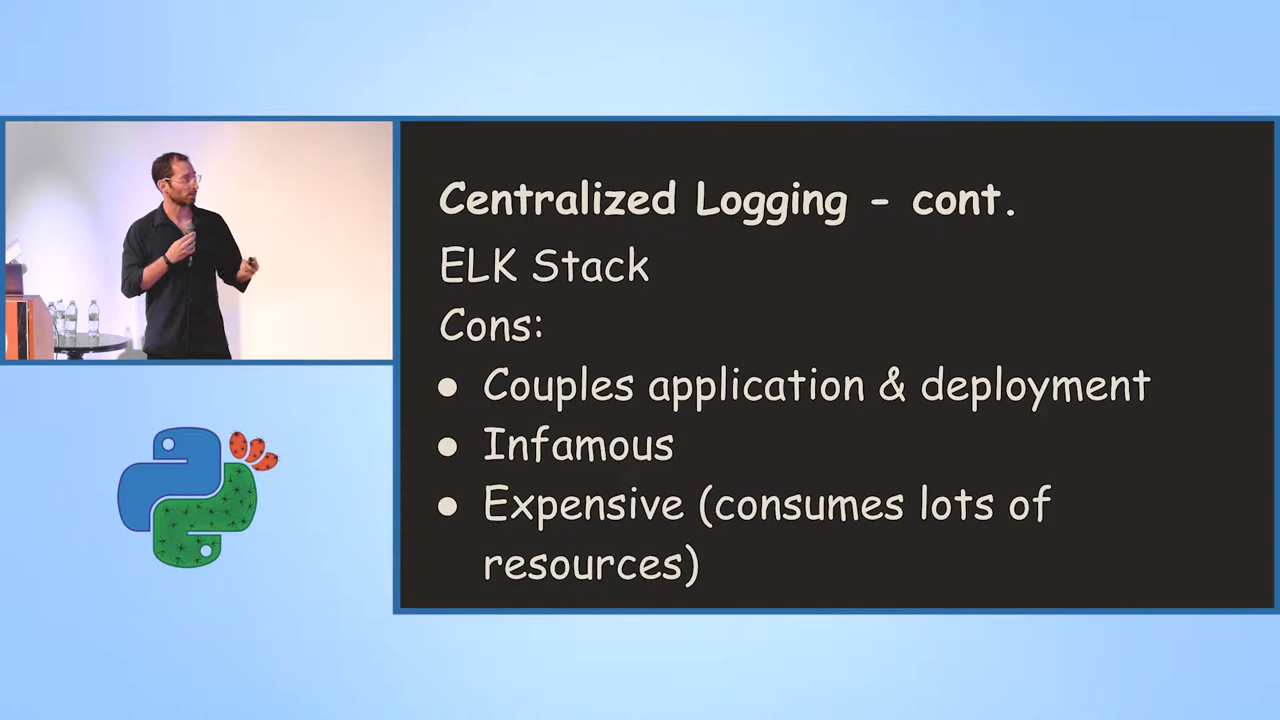 Centralized Logging - cont.
ELK Stack
Cons:
● Couples application & deployment
● Infamous
● Expensive (consumes lots of
resources)